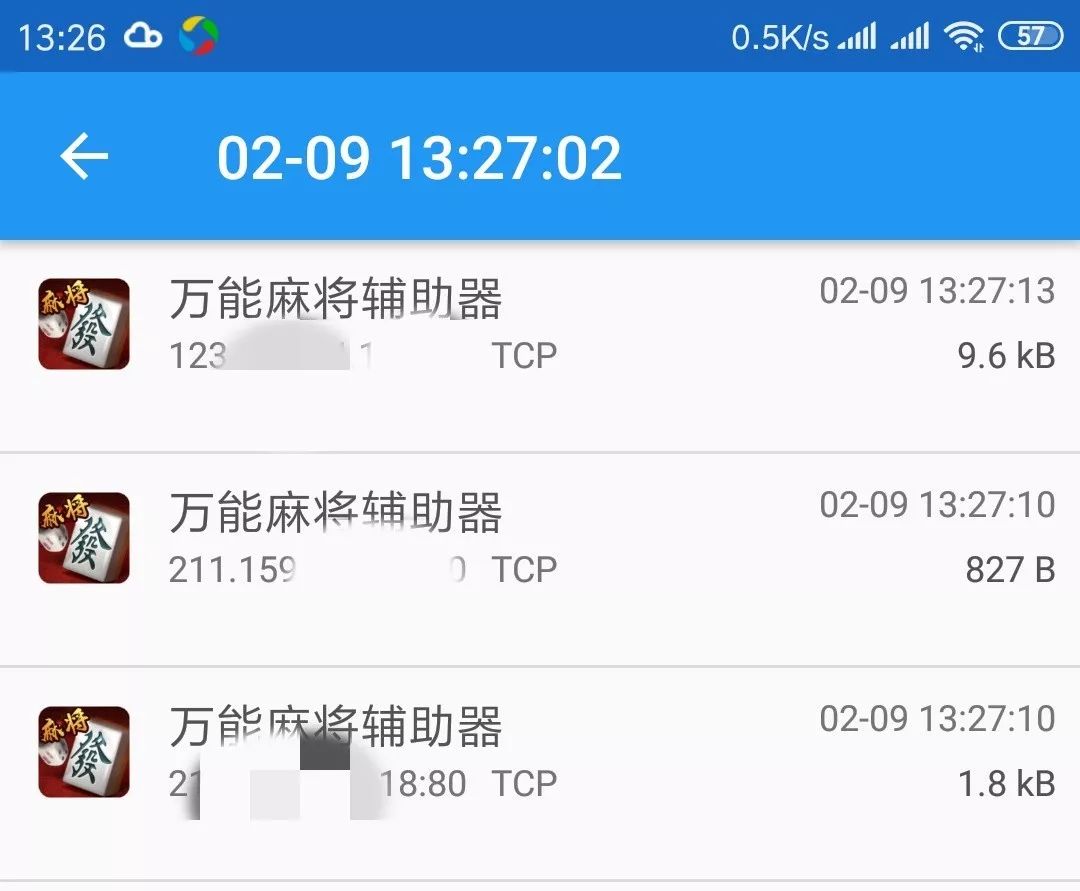 13:26 0.5K/s 57
02-09 13:27:02
麻将 發 万能麻将辅助器 02-09 13:27:13
123 1 1 TCP 9.6 kB
麻将 發 万能麻将辅助器 02-09 13:27:10
211.159 0 TCP 827 B
麻将 發 万能麻将辅助器 02-09 13:27:10
21 18:80 TCP 1.8 kB